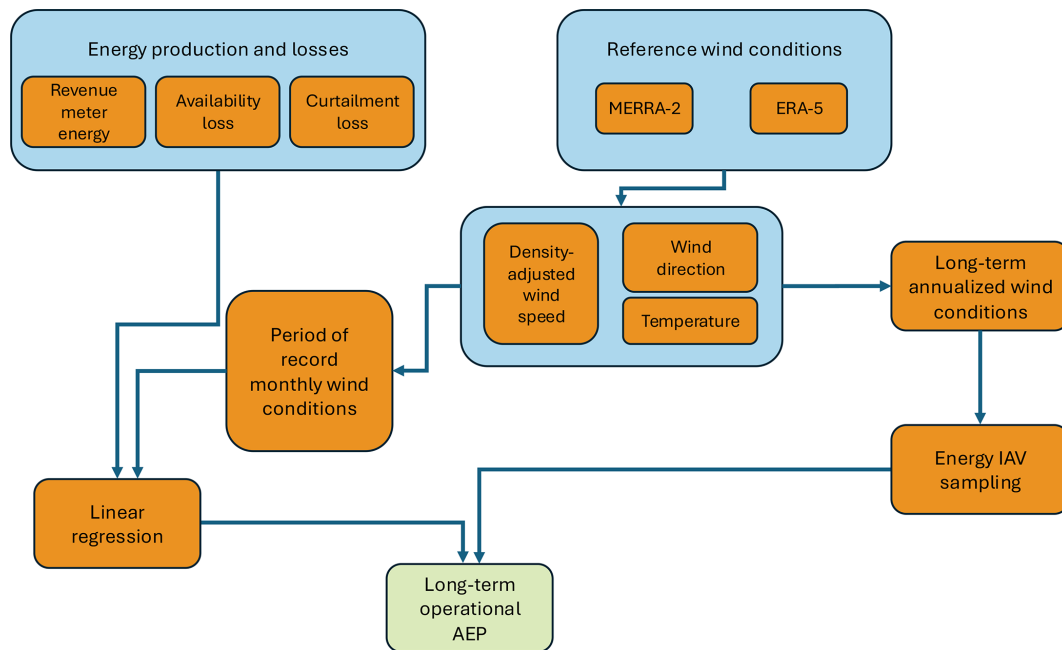 Energy production and losses
Revenue
meter
energy
Availability
loss
Curtailment
loss
Reference wind conditions
MERRA-2
ERA-5
Density-
adjusted
wind
speed
Wind
direction
Temperature
Long-term
annualized wind
conditions
Period of
record
monthly wind
conditions
Energy IAV
sampling
Linear
regression
Long-term
operational
AEP